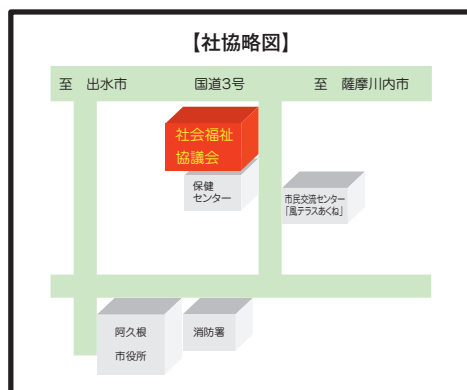 【社協略図】
至 出水市 国道3号 至 薩摩川内市
社会福祉
協議会
保健
センター
市民交流センター
「風テラスあくね」
阿久根
市役所
消防署